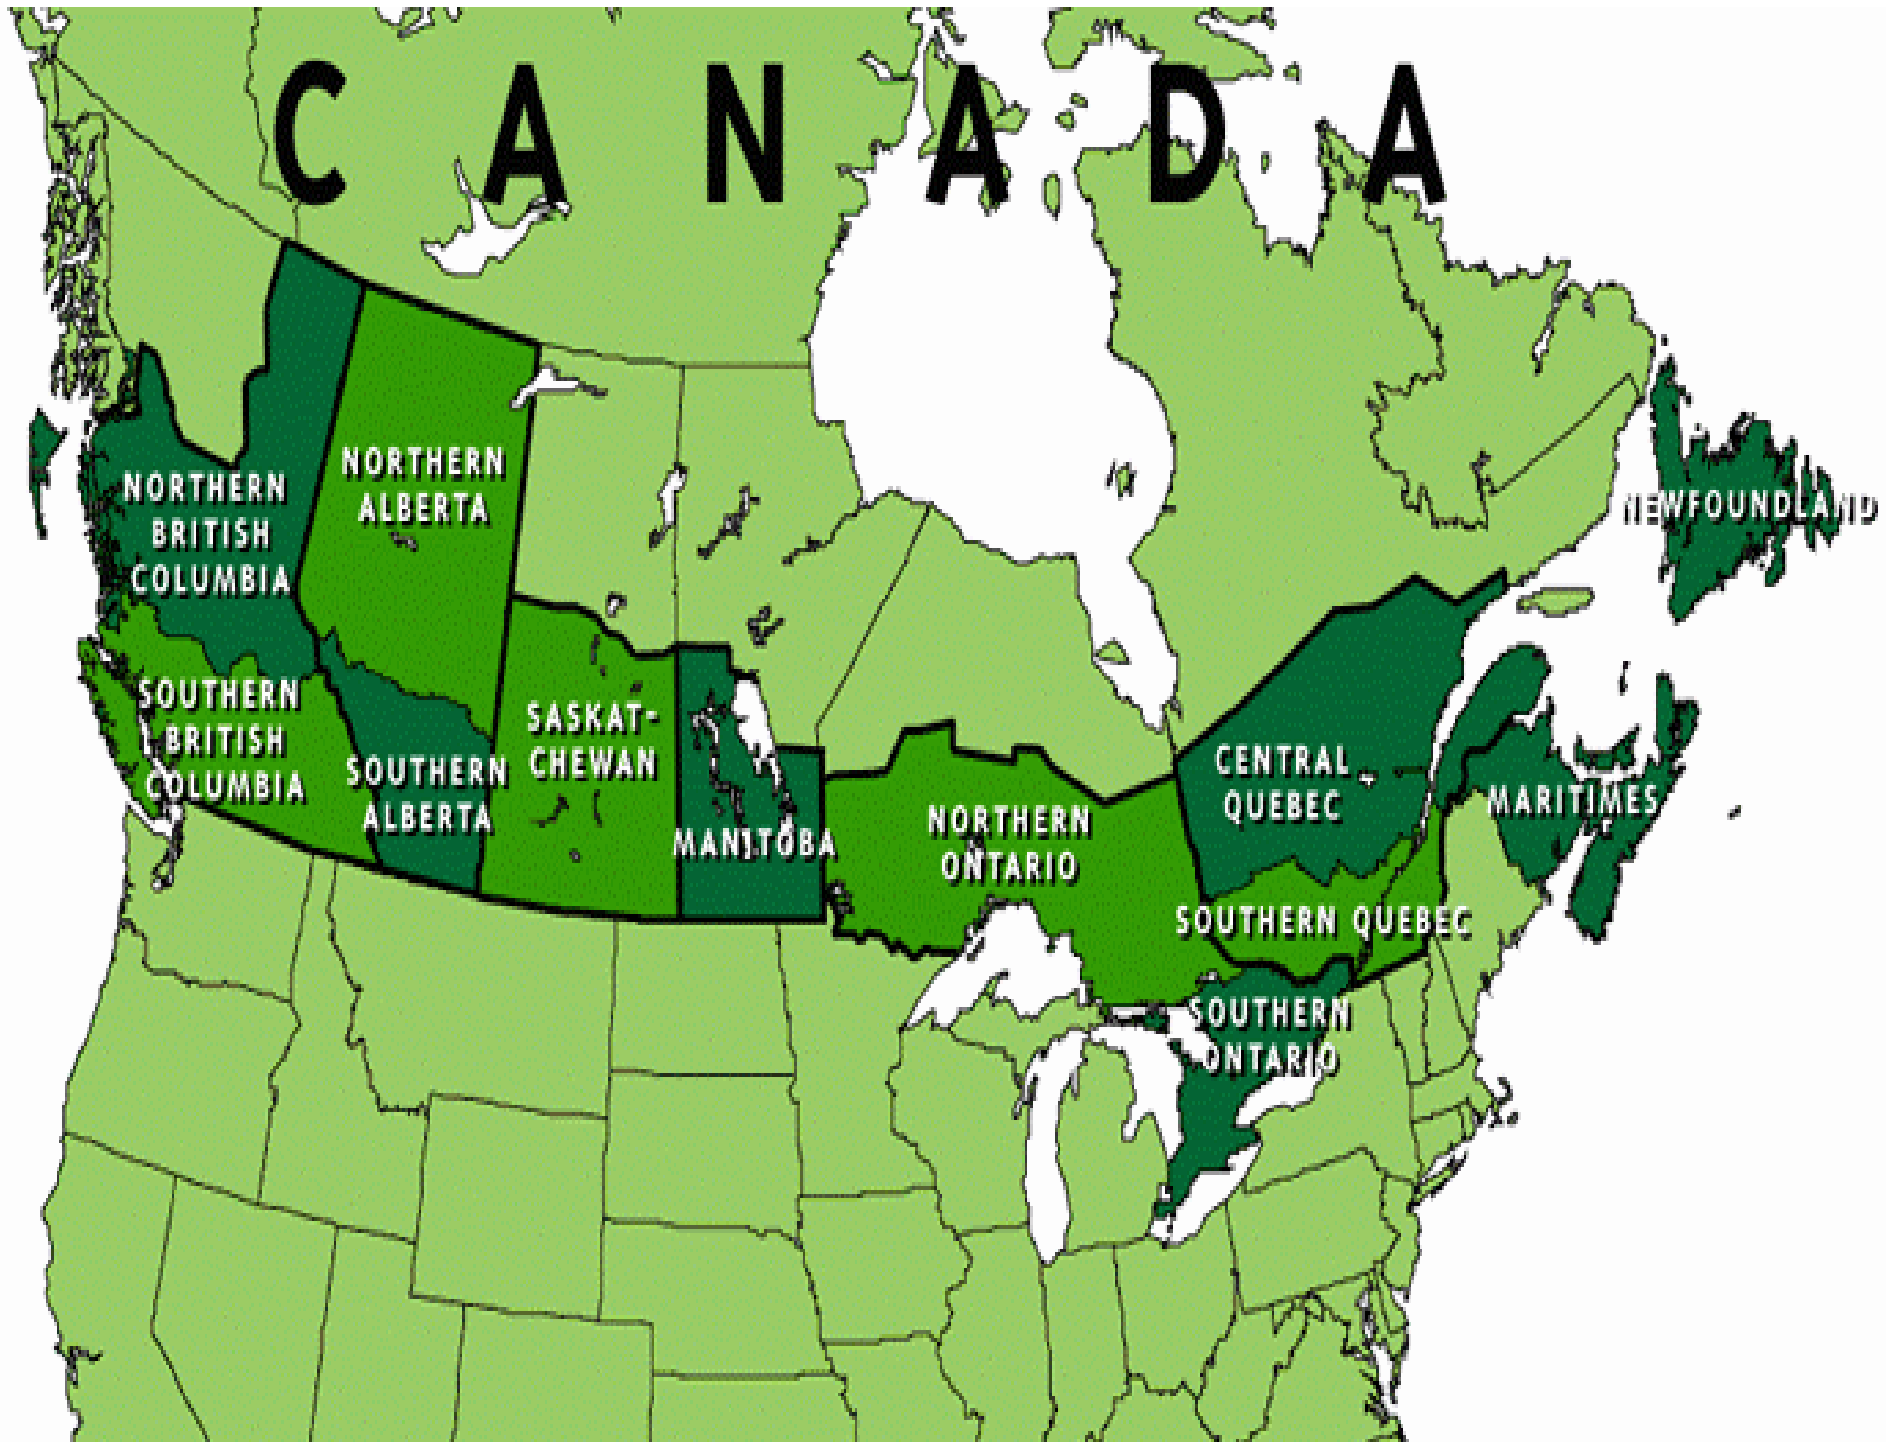 CANADA
NORTHERN
ALBERTA
NORTHERN
BRITISH
COLUMBIA
NEWFOUNDLAND
SOUTHERN
BRITISH
COLUMBIA
SASKAT-
CHEWAN
SOUTHERN
ALBERTA
MANITOBA
NORTHERN
ONTARIO
CENTRAL
QUEBEC
MARITIMES
SOUTHERN QUEBEC
SOUTHERN
ONTARIO